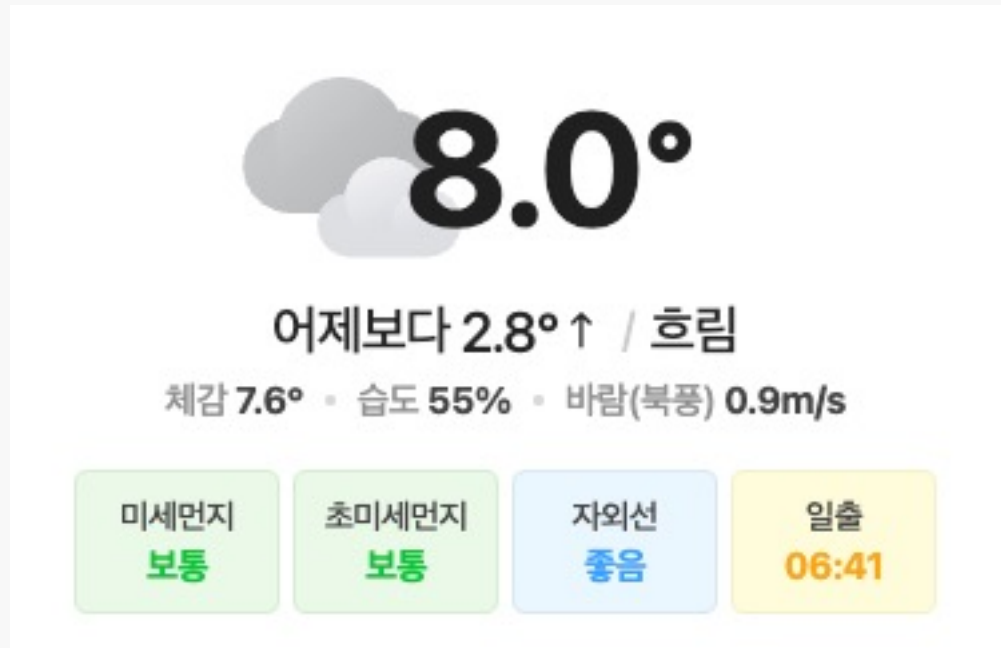 8.0°
어제보다 2.8° ↑ / 흐림
체감 7.6° • 습도 55% • 바람(북풍) 0.9m/s
미세먼지 초미세먼지 자외선 일출
보통 보통 좋음 06:41